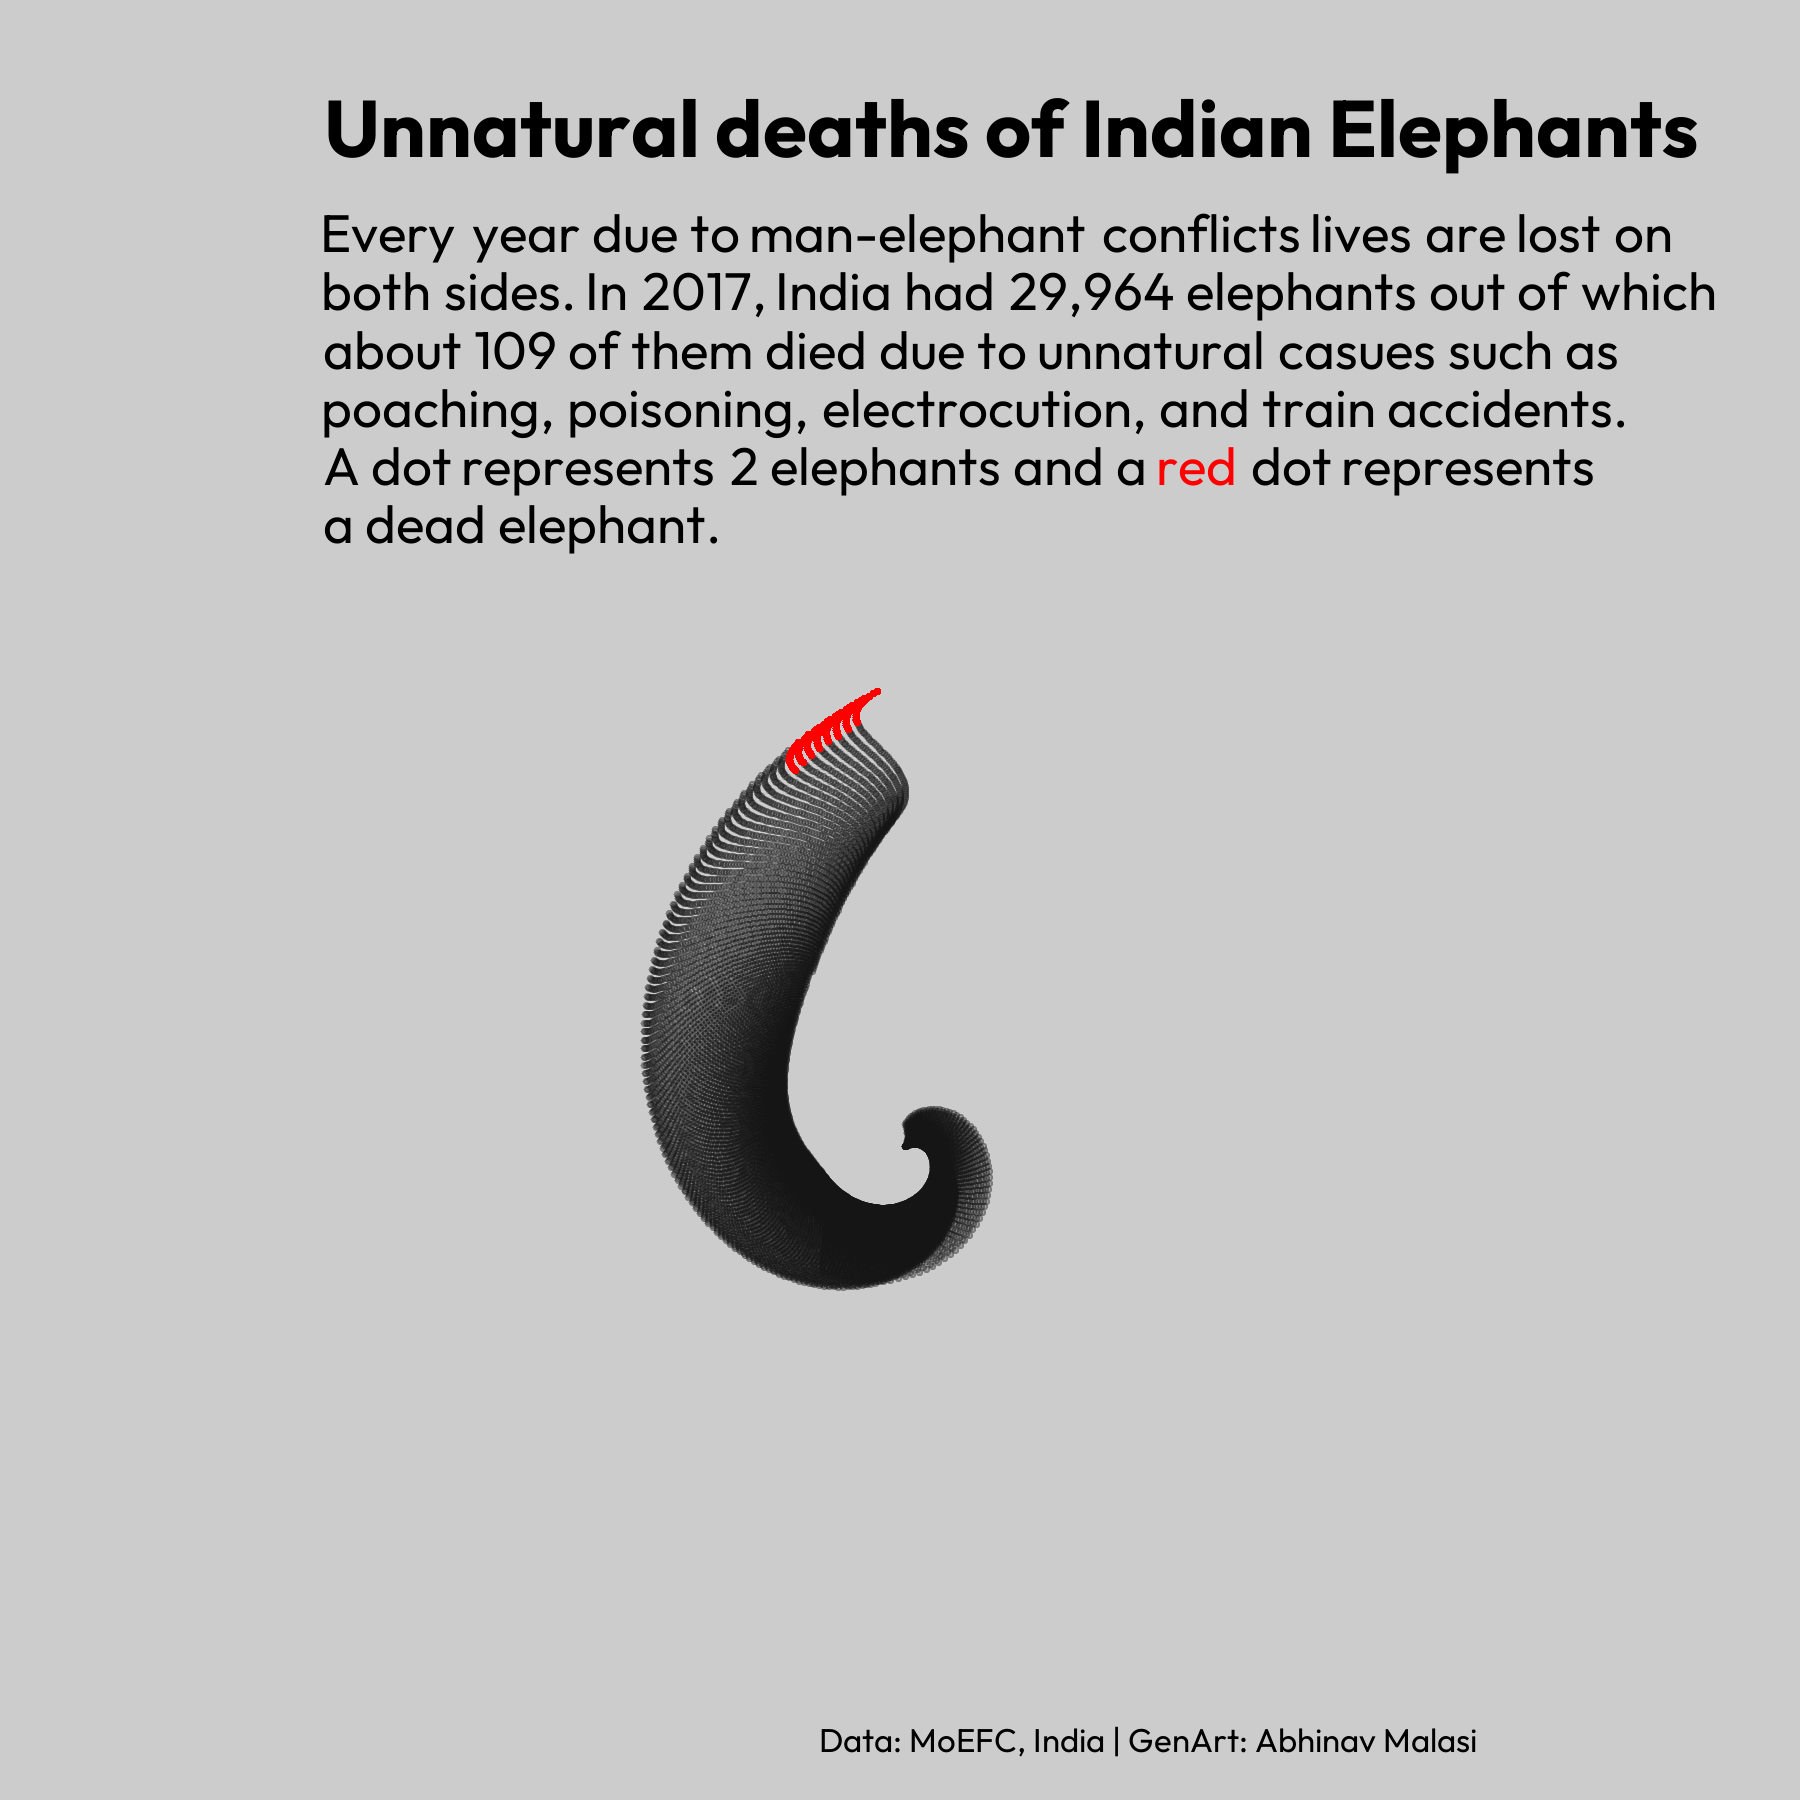 Unnatural deaths of Indian Elephants
Every year due to man-elephant conflicts lives are lost on
both sides. In 2017, India had 29,964 elephants out of which
about 109 of them died due to unnatural casues such as
poaching, poisoning, electrocution, and train accidents.
A dot represents 2 elephants and a red dot represents
a dead elephant.
Data: MoEFC, India | GenArt: Abhinav Malasi